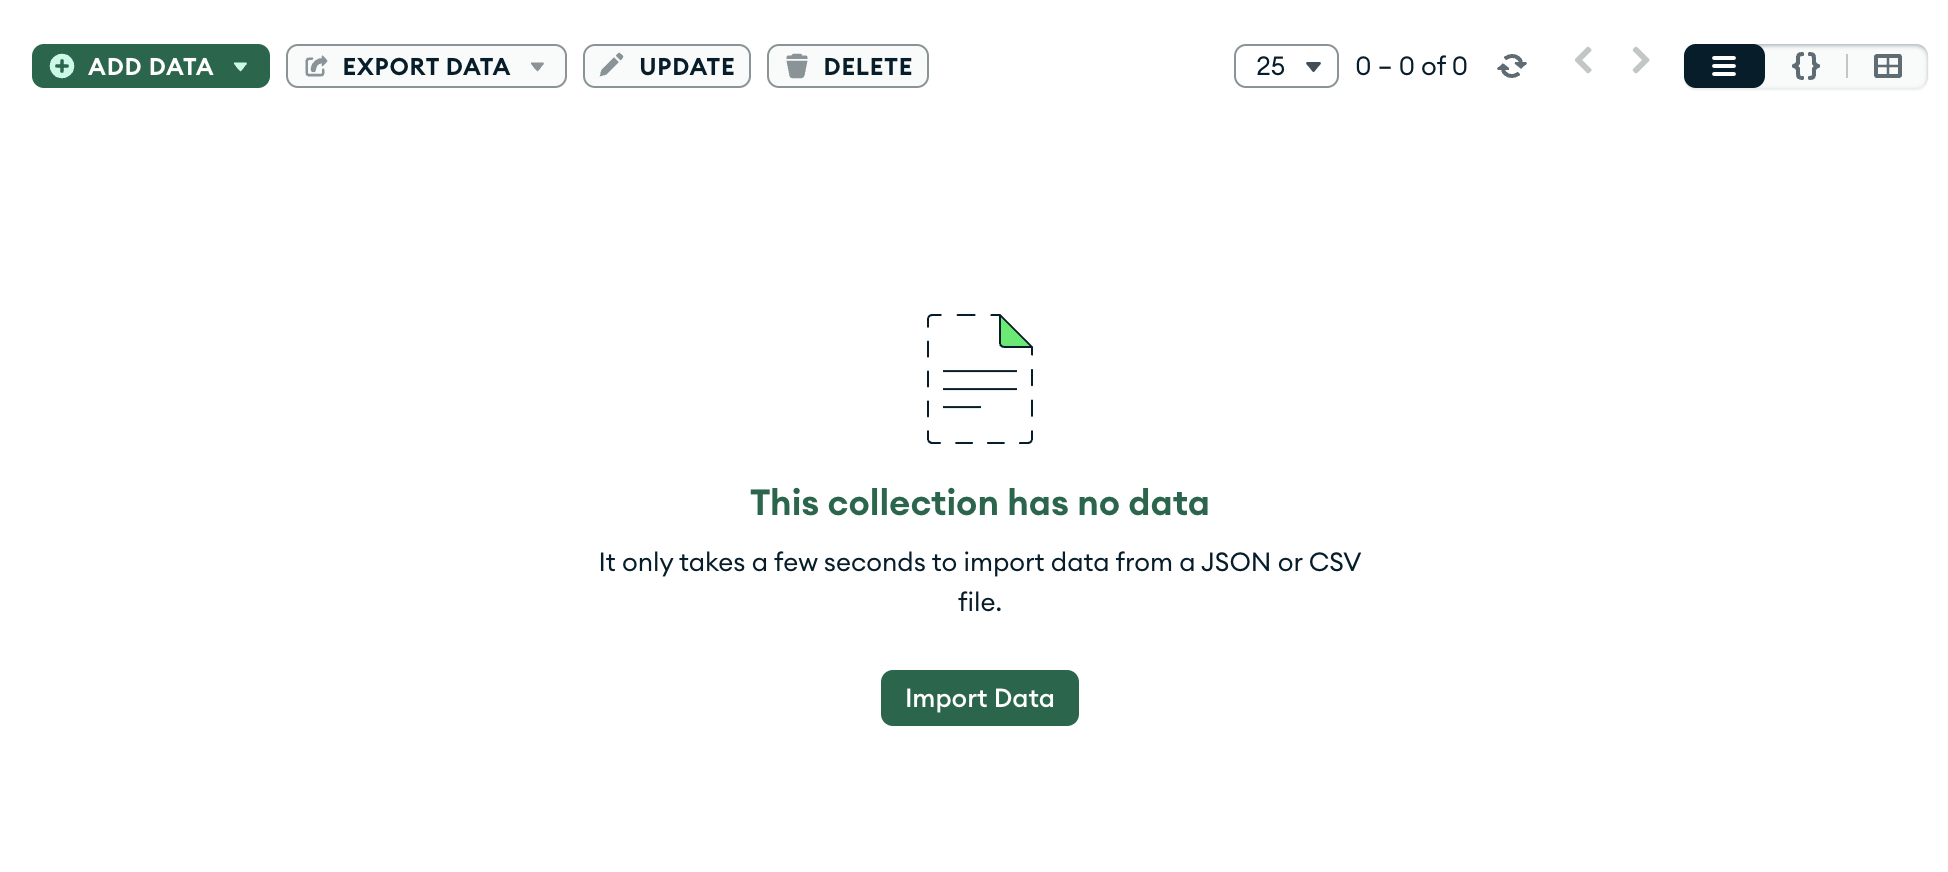 ADD DATA EXPORT DATA UPDATE DELETE 25 0 – 0 of 0 {}
This collection has no data
It only takes a few seconds to import data from a JSON or CSV
file.
Import Data